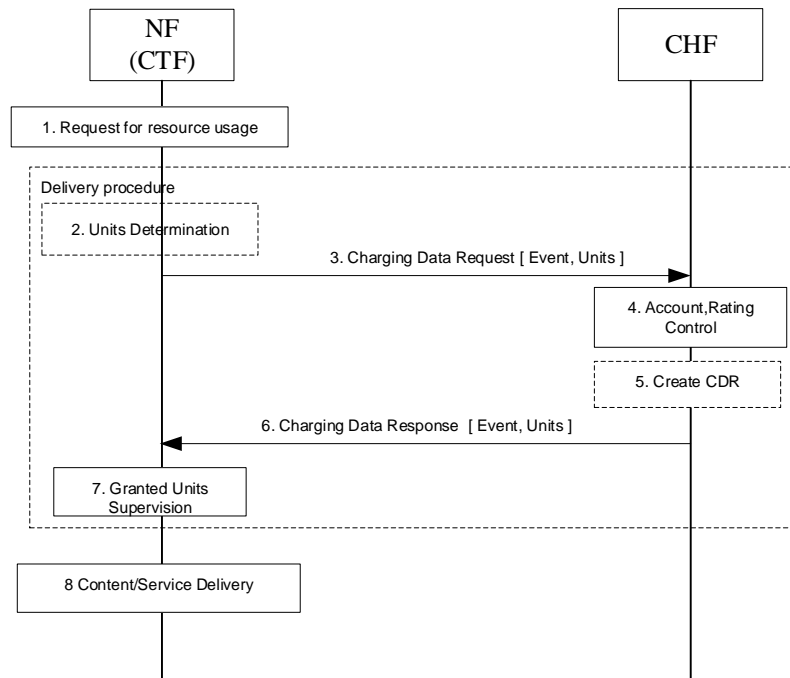 NF
(CTF)
CHF
1. Request for resource usage
Delivery procedure
2. Units Determination
3. Charging Data Request [ Event, Units ]
4. Account,Rating
Control
5. Create CDR
6. Charging Data Response [ Event, Units ]
7. Granted Units
Supervision
8 Content/Service Delivery